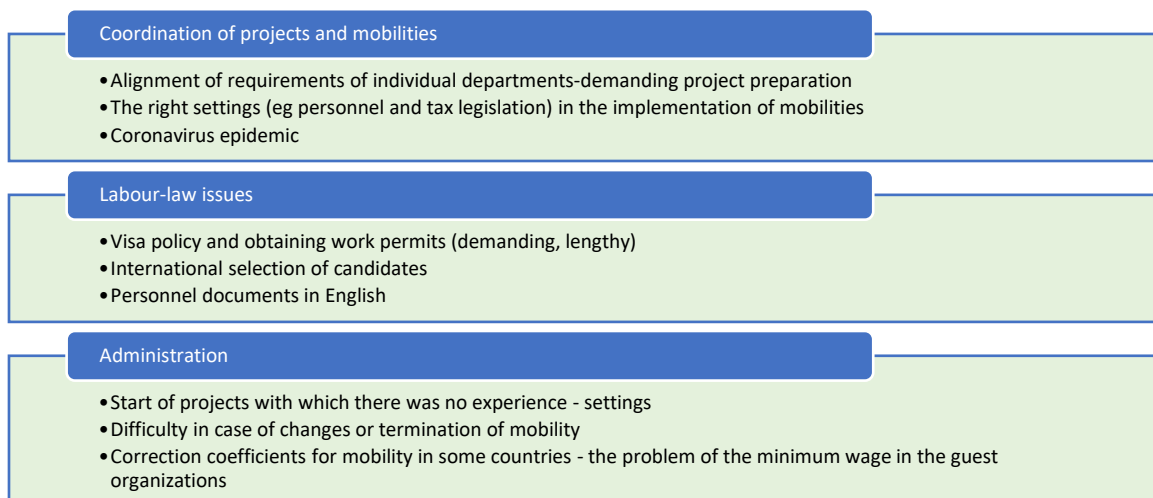 Coordination of projects and mobilities
•Alignment of requirements of individual departments-demanding project preparation
•The right settings (eg personnel and tax legislation) in the implementation of mobilities
•Coronavirus epidemic
Labour-law issues
•Visa policy and obtaining work permits (demanding, lengthy)
•International selection of candidates
•Personnel documents in English
Administration
•Start of projects with which there was no experience - settings
•Difficulty in case of changes or termination of mobility
•Correction coefficients for mobility in some countries - the problem of the minimum wage in the guest
organizations